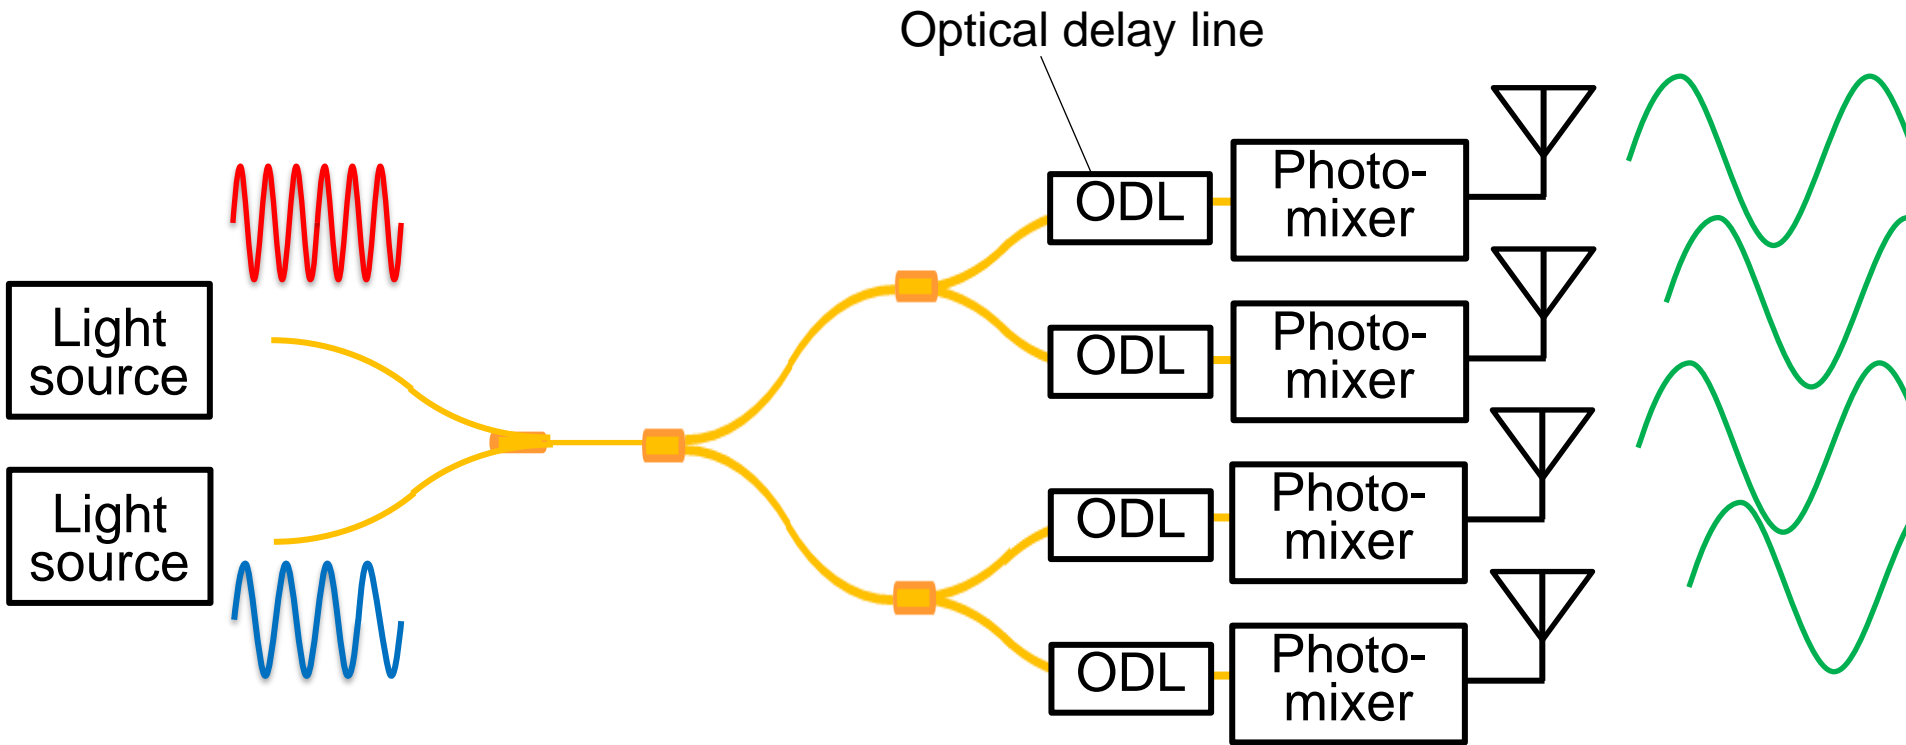 Optical delay line
Light
source
Light
source
ODL
Photo-
mixer
ODL
Photo-
mixer
ODL
Photo-
mixer
ODL
Photo-
mixer